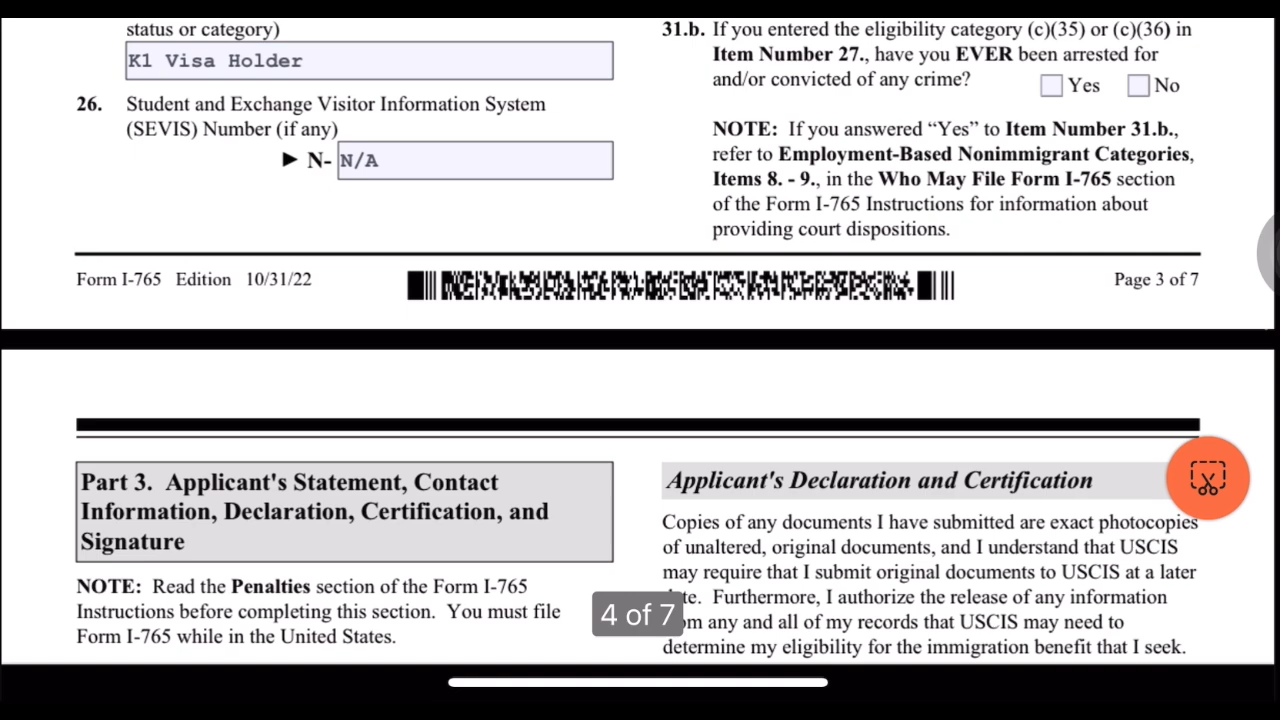 status or category)
K1 Visa Holder
26. Student and Exchange Visitor Information System
(SEVIS) Number (if any)
► N- N/A
31.b. If you entered the eligibility category (c)(35) or (c)(36) in
Item Number 27., have you EVER been arrested for
and/or convicted of any crime? Yes No
NOTE: If you answered “Yes” to Item Number 31.b.,
refer to Employment-Based Nonimmigrant Categories,
Items 8. - 9., in the Who May File Form I-765 section
of the Form I-765 Instructions for information about
providing court dispositions.
Form I-765 Edition 10/31/22 Page 3 of 7
Part 3. Applicant's Statement, Contact
Information, Declaration, Certification, and
Signature
NOTE: Read the Penalties section of the Form I-765
Instructions before completing this section. You must file
Form I-765 while in the United States.
Applicant's Declaration and Certification
Copies of any documents I have submitted are exact photocopies
of unaltered, original documents, and I understand that USCIS
may require that I submit original documents to USCIS at a later
Furthermore, I authorize the release of any information
any and all of my records that USCIS may need to
determine my eligibility for the immigration benefit that I seek.
4 of 7